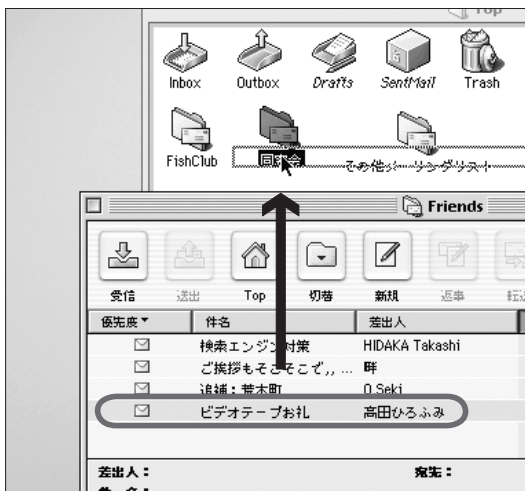 Top
Inbox Outbox Drafts SentMail Trash
FishClub 同窓会 その他メーリングリスト
Friends
受信 送出 Top 切替 新規 返事
優先度 件名 差出人
検索エンジン対策 HIDAKA Takashi
ご挨拶もそこそこで,, ... 畔
追補：荒木町 O.Seki
ビデオテープお礼 高田ひろふみ
差出人： 宛先：